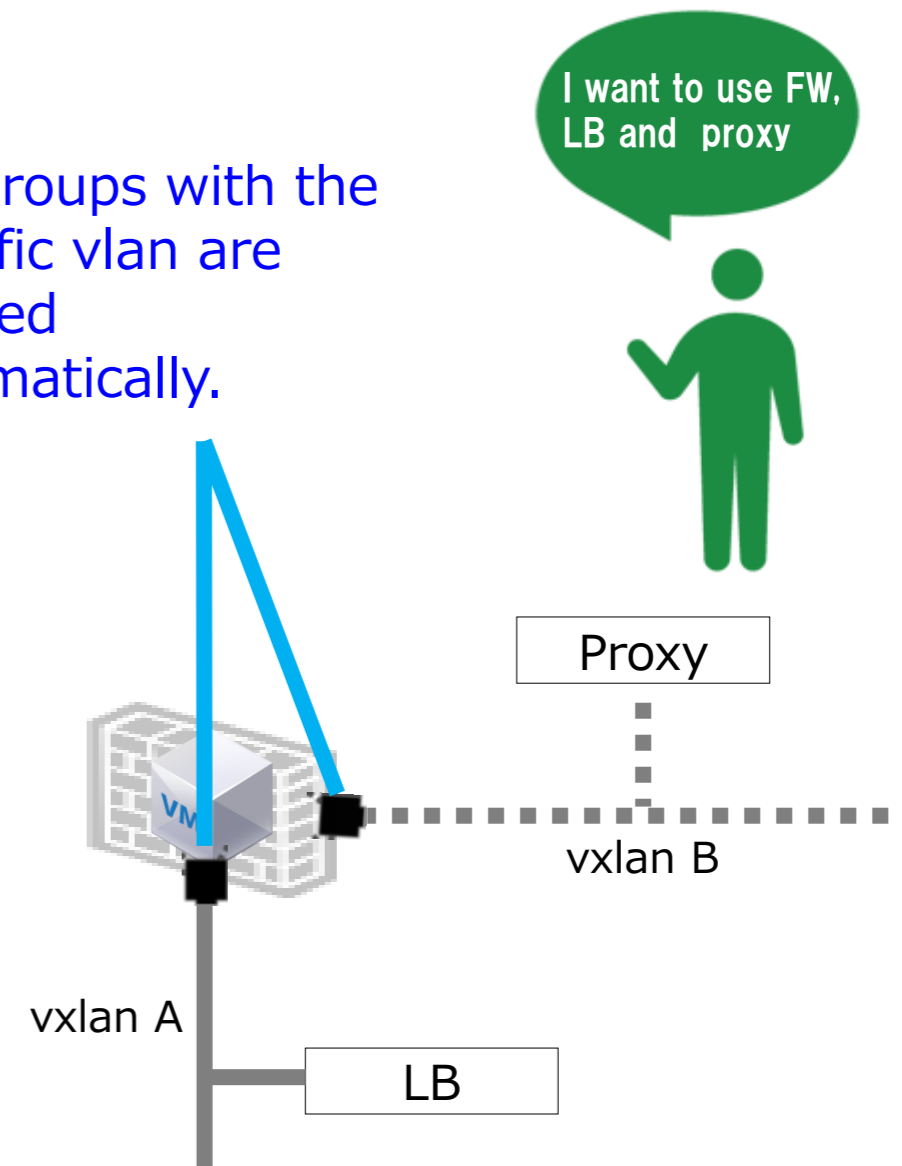 I want to use FW,
LB and proxy
roups with the
fic vlan are
ed
matically.
Proxy
VM
vxlan B
vxlan A
LB